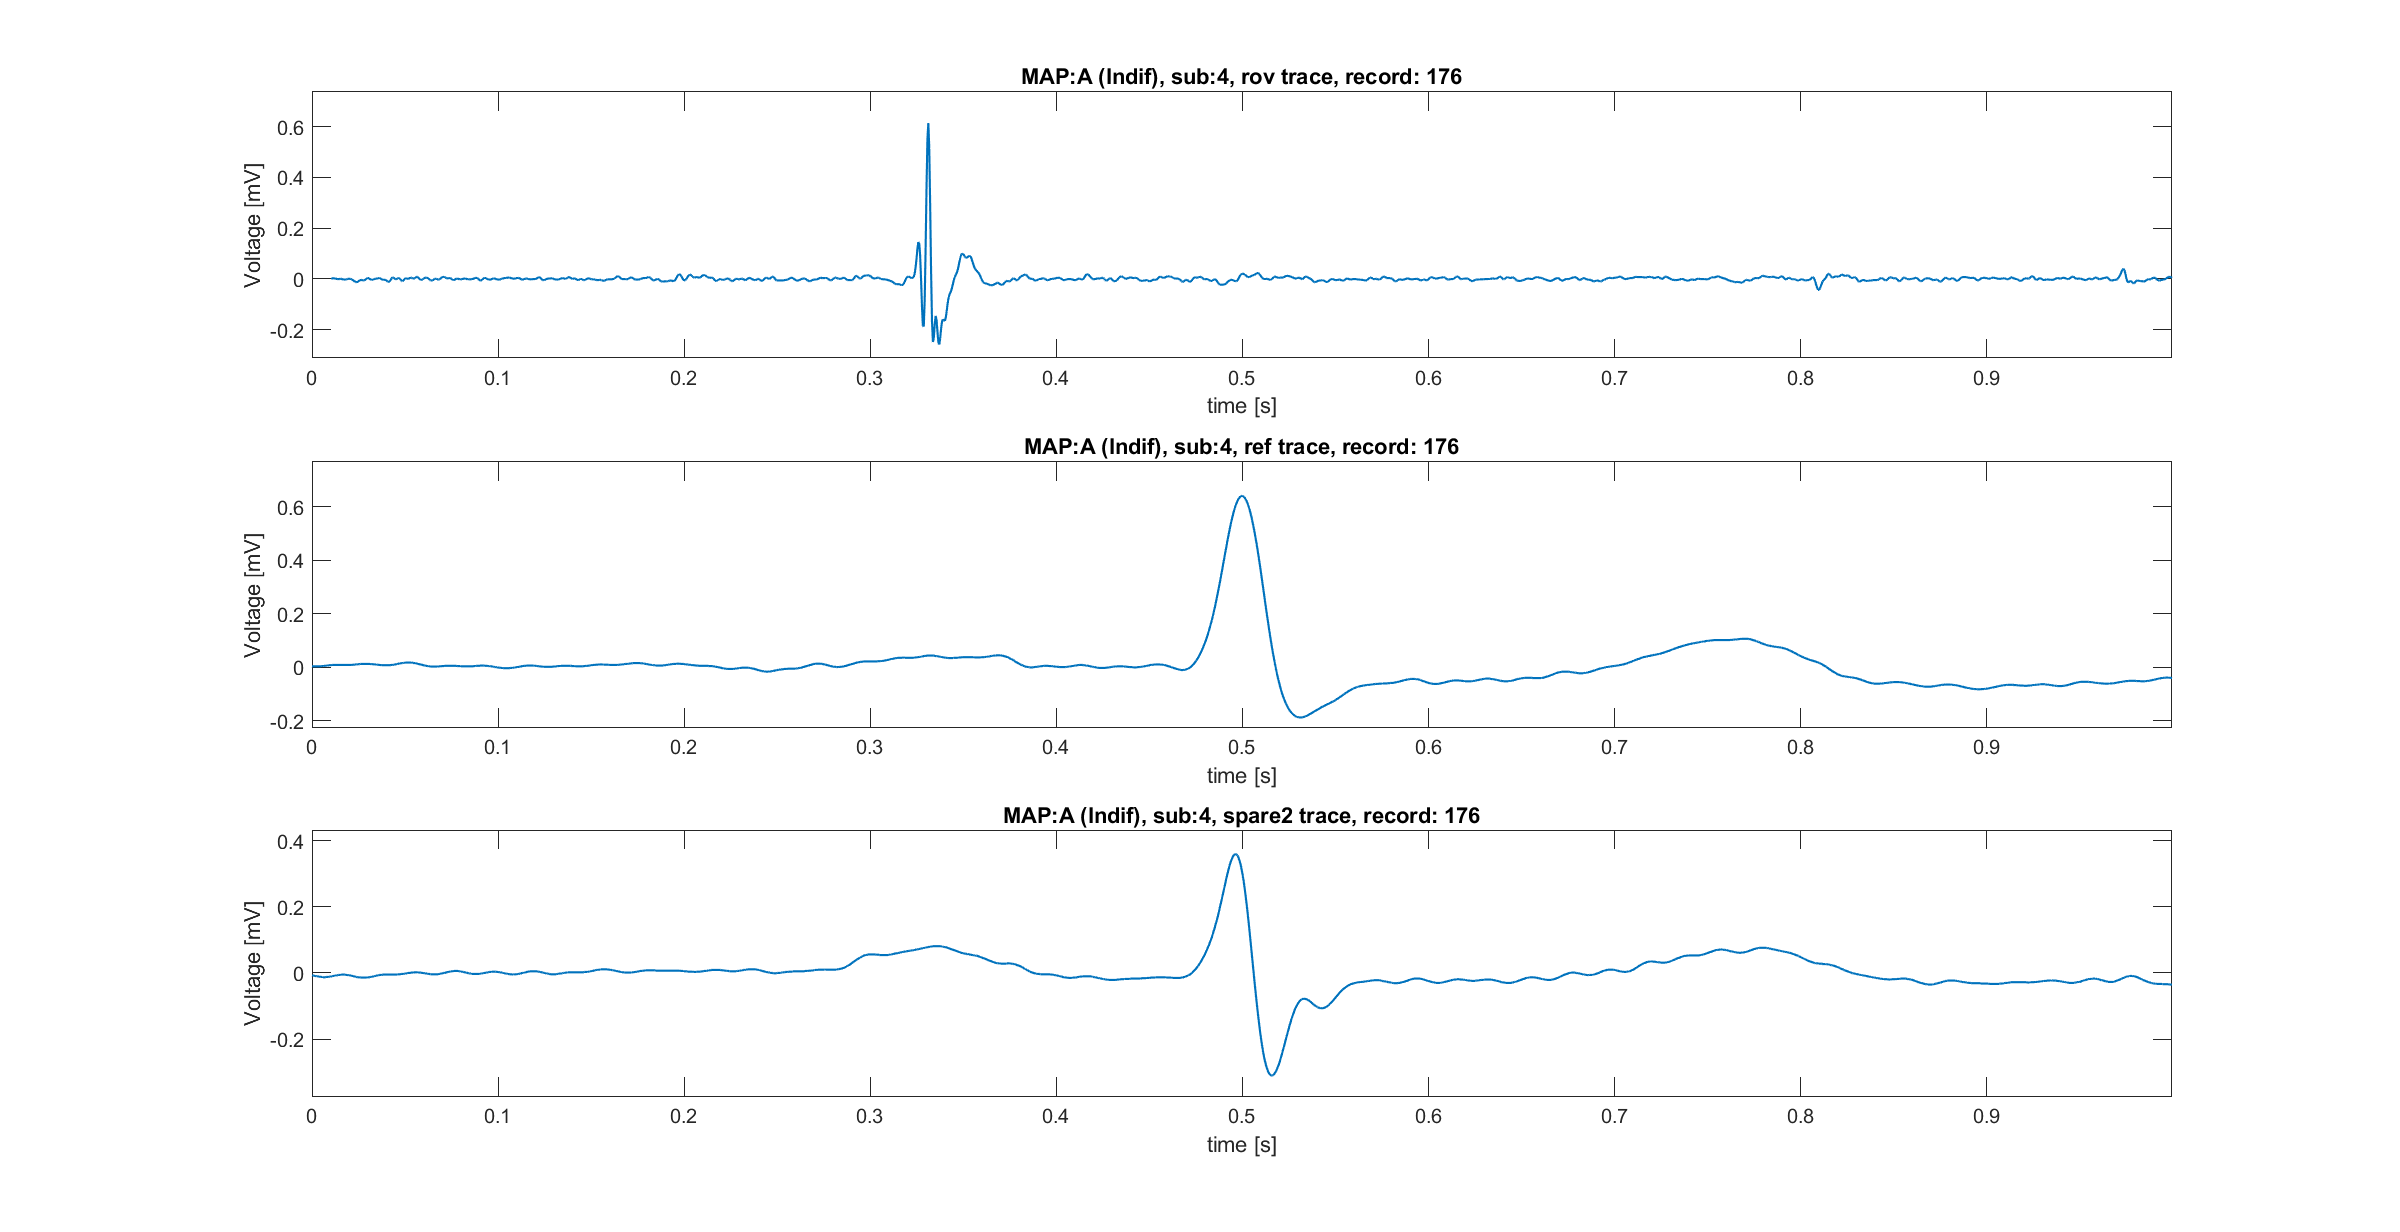 MAP:A (Indif), sub:4, rov trace, record: 176
Voltage [mV]
0.6
0.4
0.2
0
-0.2
0 0.1 0.2 0.3 0.4 0.5 0.6 0.7 0.8 0.9
time [s]
MAP:A (Indif), sub:4, ref trace, record: 176
Voltage [mV]
0.6
0.4
0.2
0
-0.2
0 0.1 0.2 0.3 0.4 0.5 0.6 0.7 0.8 0.9
time [s]
MAP:A (Indif), sub:4, spare2 trace, record: 176
Voltage [mV]
0.4
0.2
0
-0.2
0 0.1 0.2 0.3 0.4 0.5 0.6 0.7 0.8 0.9
time [s]